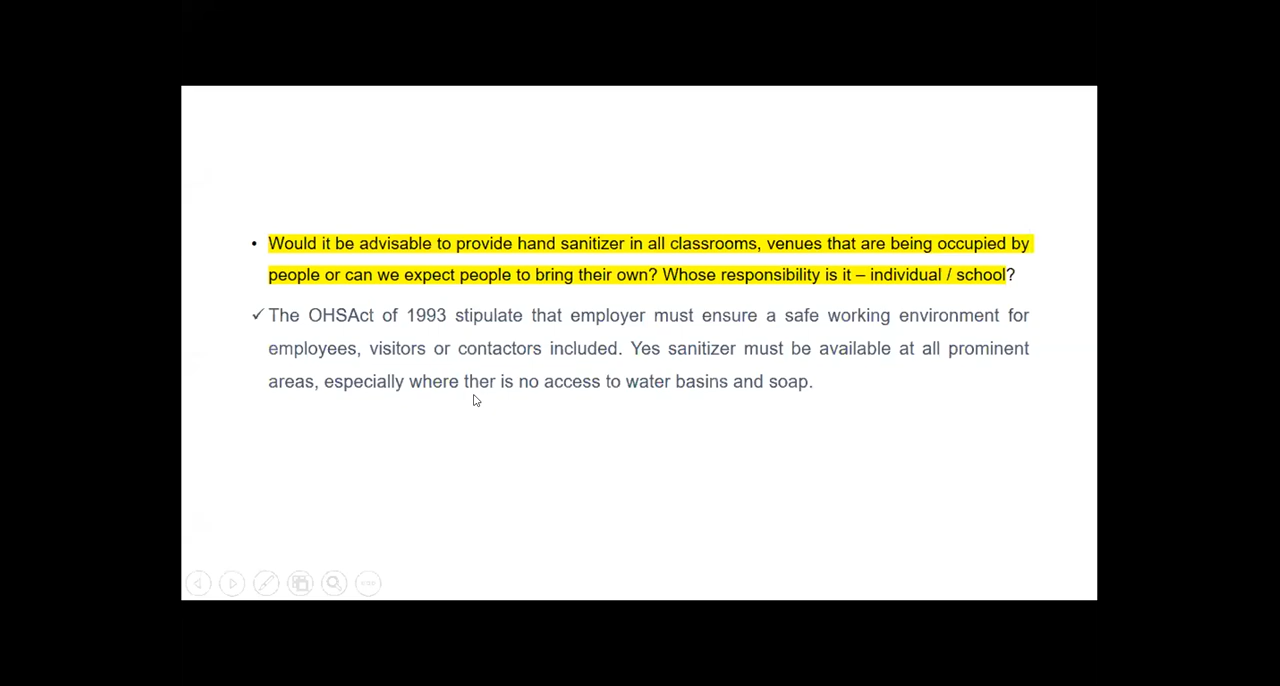 • Would it be advisable to provide hand sanitizer in all classrooms, venues that are being occupied by
people or can we expect people to bring their own? Whose responsibility is it – individual / school?
✓ The OHSAct of 1993 stipulate that employer must ensure a safe working environment for
employees, visitors or contactors included. Yes sanitizer must be available at all prominent
areas, especially where ther is no access to water basins and soap.